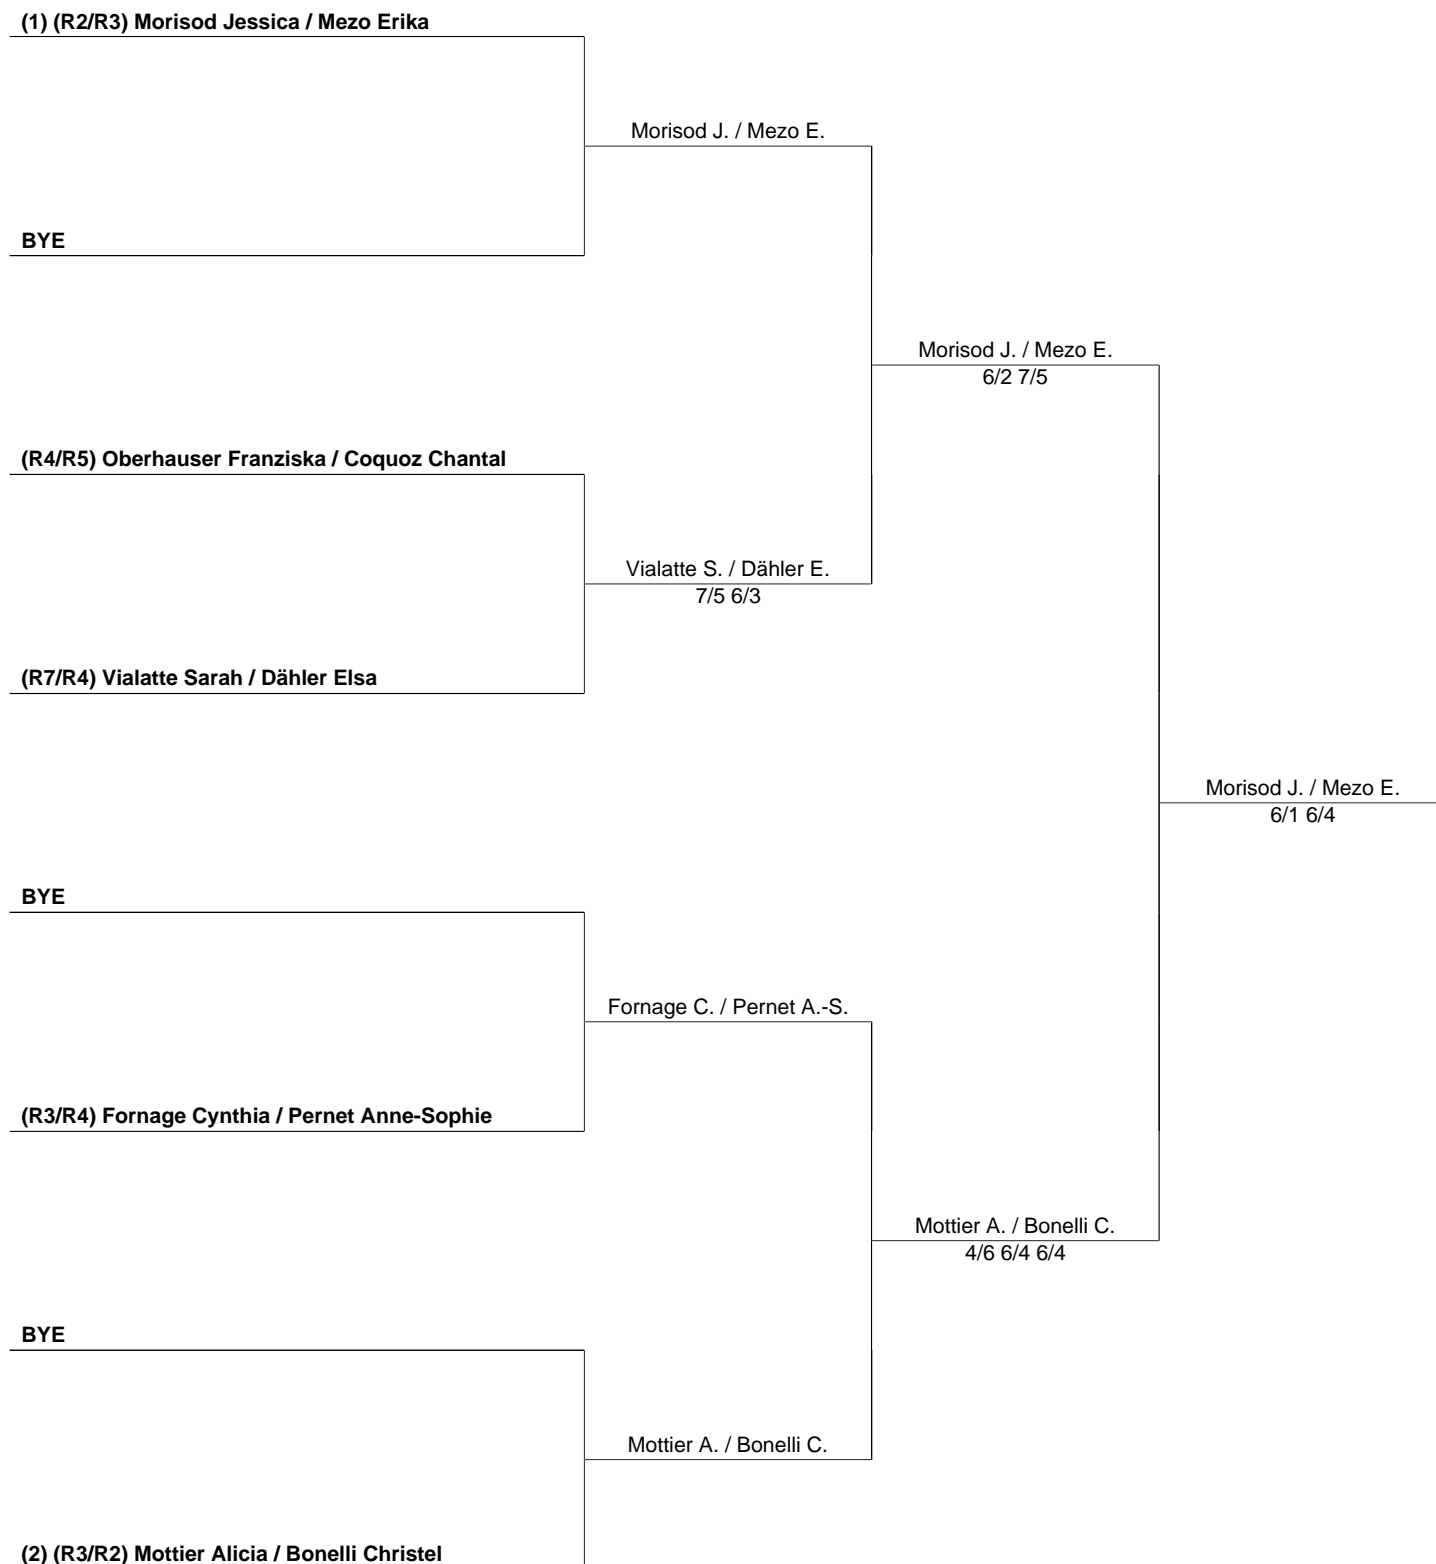 (1) (R2/R3) Morisod Jessica / Mezo Erika
Morisod J. / Mezo E.
BYE
Morisod J. / Mezo E.
6/2 7/5
(R4/R5) Oberhauser Franziska / Coquoz Chantal
Vialatte S. / Dähler E.
7/5 6/3
(R7/R4) Vialatte Sarah / Dähler Elsa
Morisod J. / Mezo E.
6/1 6/4
BYE
Fornage C. / Pernet A.-S.
(R3/R4) Fornage Cynthia / Pernet Anne-Sophie
Mottier A. / Bonelli C.
4/6 6/4 6/4
BYE
Mottier A. / Bonelli C.
(2) (R3/R2) Mottier Alicia / Bonelli Christel